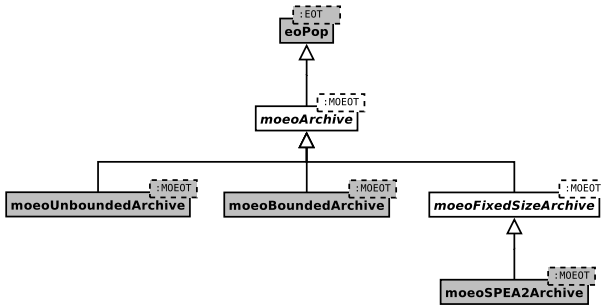 :EOT
eoPop
:MOEOT
moeoArchive
:MOEOT
moeoUnboundedArchive
:MOEOT
moeoBoundedArchive
:MOEOT
moeoFixedSizeArchive
:MOEOT
moeoSPEA2Archive